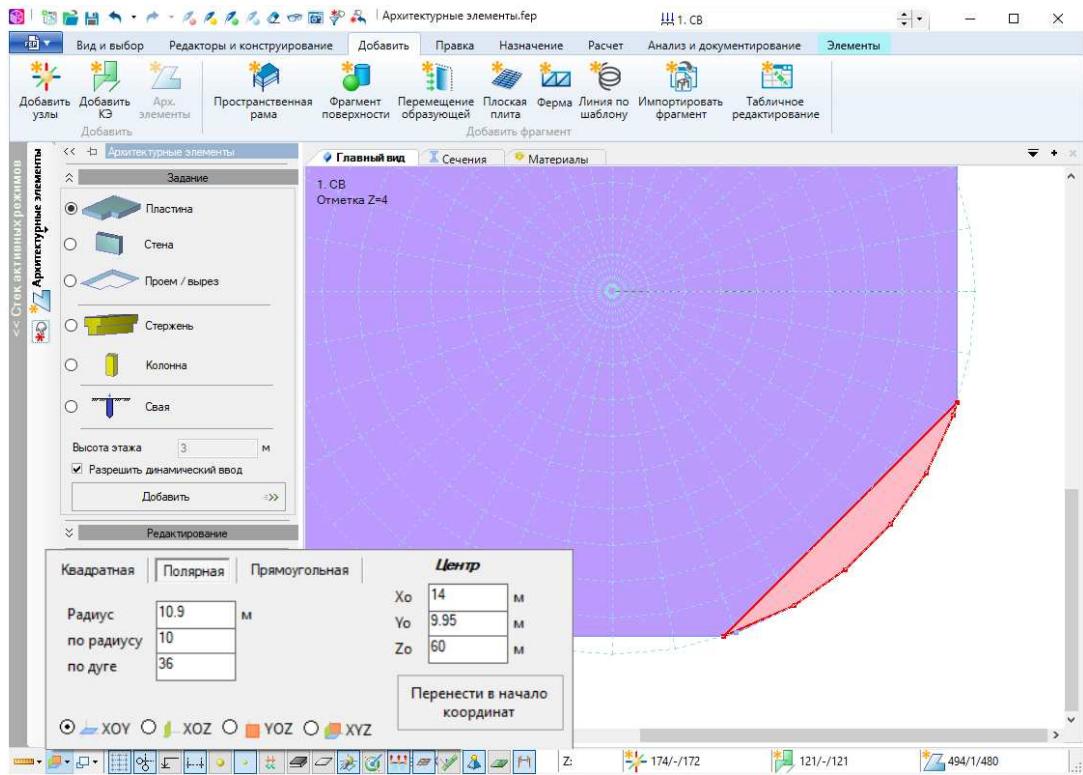 Архитектурные элементы.fep
1. CB
FEP
Вид и выбор Редакторы и конструирование Добавить Правка Назначение Расчет Анализ и документирование Элементы
Добавить узлы
Добавить КЭ
Арх. элементы
Пространственная рама
Фрагмент поверхности
Перемещение образующей
Плоская плита
Ферма
Линия по шаблону
Импортировать фрагмент
Табличное редактирование
Добавить
Добавить фрагмент
<< Стек активных режимов
Архитектурные элементы
<< Архитектурные элементы
Главный вид Сечения Материалы
Задание
1. CB
Отметка Z=4
Пластина
Стена
Проем / вырез
Стержень
Колонна
Свая
Высота этажа 3 м
Разрешить динамический ввод
Добавить =>>
Редактирование
Квадратная Полярная Прямоугольная
Центр
Радиус 10.9 м
по радиусу 10
по дуге 36
Xo 14 м
Yo 9.95 м
Zo 60 м
Перенести в начало координат
XOY XOZ YOZ XYZ
Z: 174/-/172 121/-/121 494/1/480